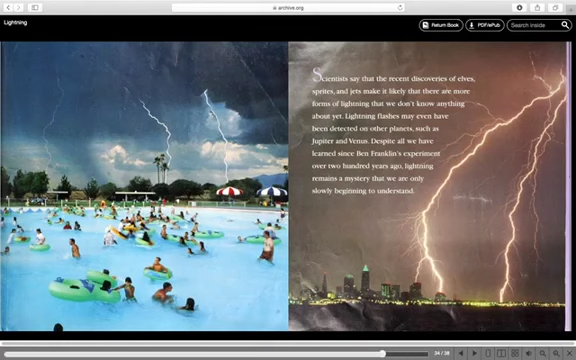 archive.org
Lightning
Return Book
PDF/ePub
Search inside
Scientists say that the recent discoveries of elves,
sprites, and jets make it likely that there are more
forms of lightning that we don't know anything
about yet. Lightning flashes may even have
been detected on other planets, such as
Jupiter and Venus. Despite all we have
learned since Ben Franklin's experiment
over two hundred years ago, lightning
remains a mystery that we are only
slowly beginning to understand.
34 / 38